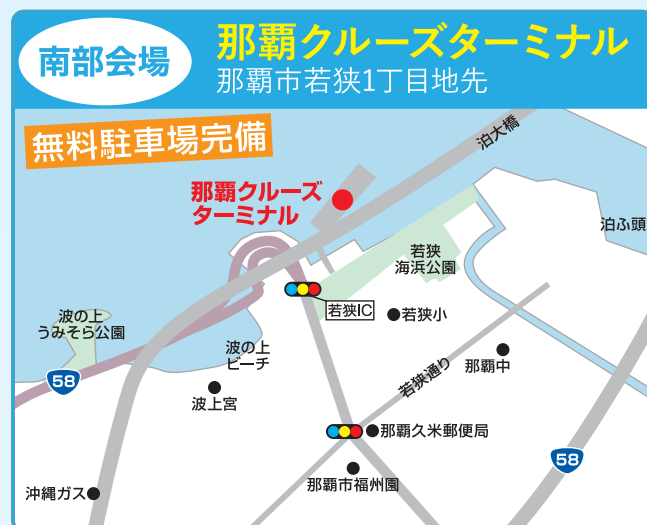 南部会場
那覇クルーズターミナル
那覇市若狭1丁目地先
無料駐車場完備
泊大橋
那覇クルーズ
ターミナル
泊ふ頭
若狭
海浜公園
若狭IC
若狭小
波の上
うみそら公園
波の上
ビーチ
58
波上宮
若狭通り
那覇中
那覇久米郵便局
58
那覇市福州園
沖縄ガス